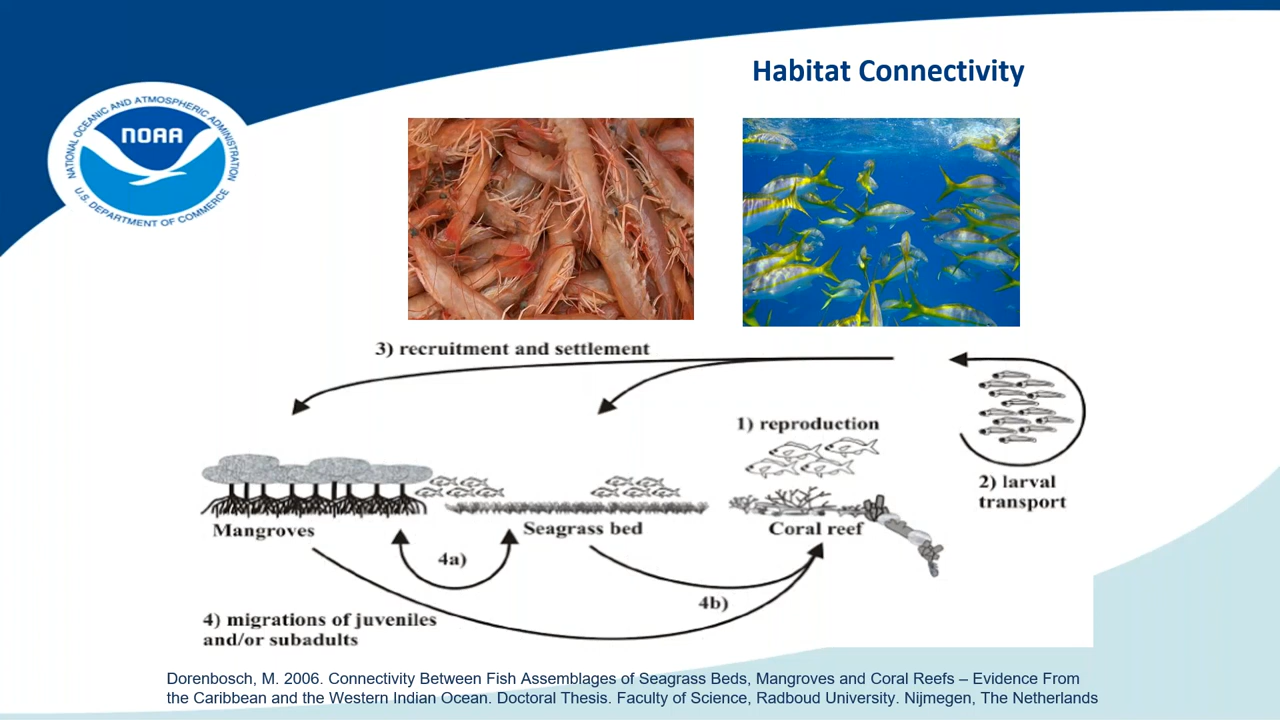 Habitat Connectivity
NATIONAL OCEANIC AND ATMOSPHERIC ADMINISTRATION
NOAA
U.S. DEPARTMENT OF COMMERCE
3) recruitment and settlement
1) reproduction
2) larval
transport
Mangroves
Seagrass bed
Coral reef
4a)
4b)
4) migrations of juveniles
and/or subadults
Dorenbosch, M. 2006. Connectivity Between Fish Assemblages of Seagrass Beds, Mangroves and Coral Reefs – Evidence From
the Caribbean and the Western Indian Ocean. Doctoral Thesis. Faculty of Science, Radboud University. Nijmegen, The Netherlands